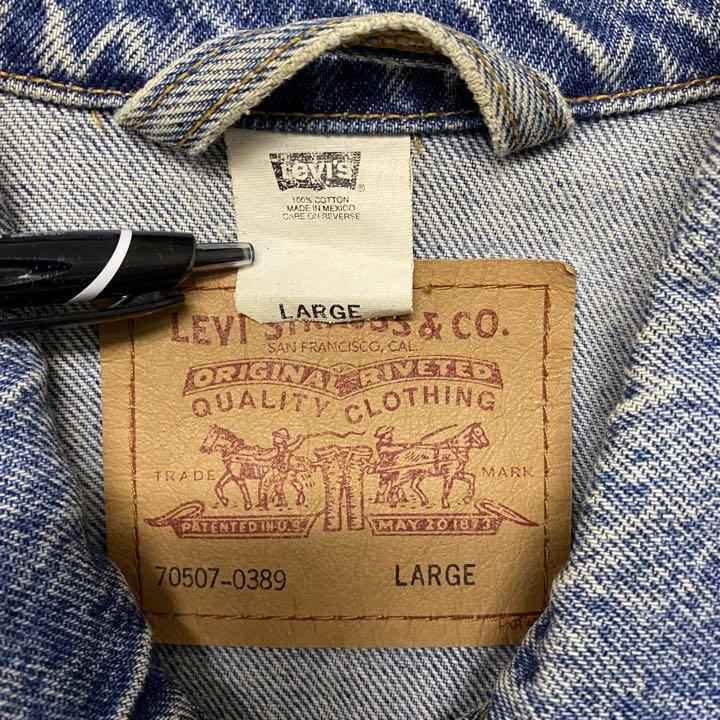 Levi's
®
100% COTTON
MADE IN MEXICO
CARE ON REVERSE
LARGE
LEVI STRAUSS & CO.
SAN FRANCISCO, CAL
ORIGINAL RIVETED
QUALITY CLOTHING
TRADE MARK
PATENTED IN U.S. MAY 20 1873
70507-0389 LARGE